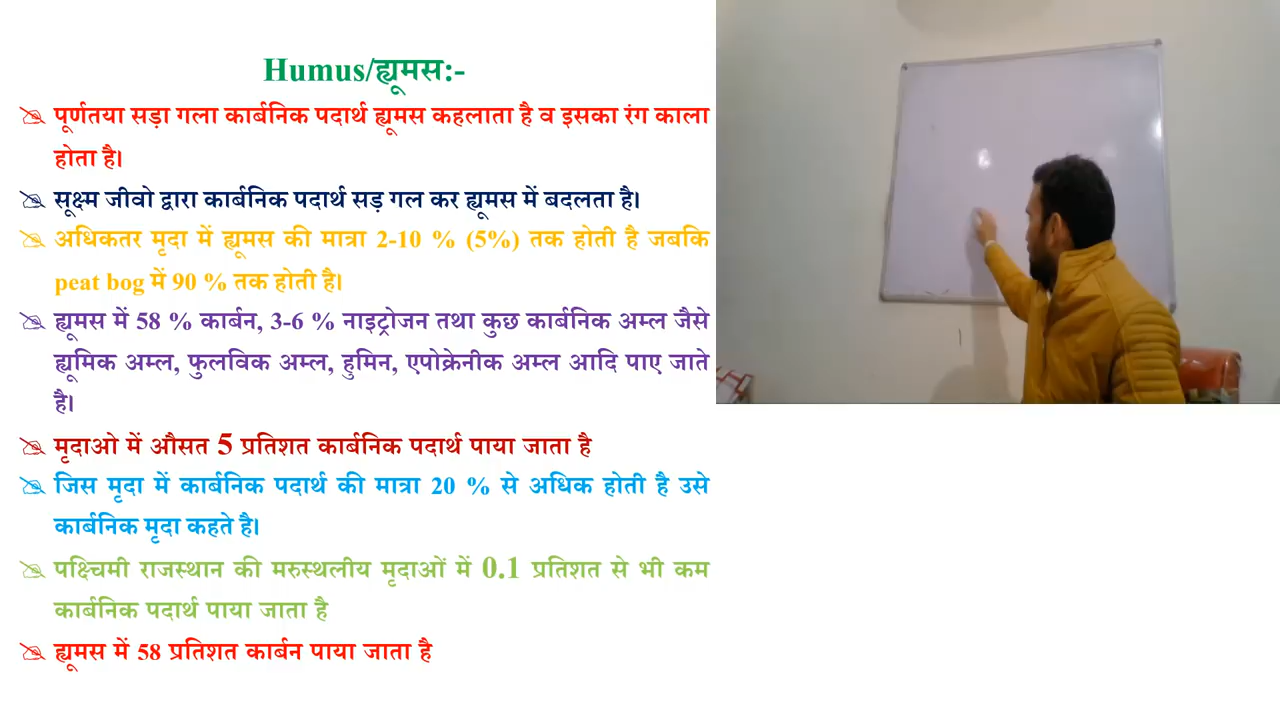 Humus/ह्यूमस:-
पूर्णतया सड़ा गला कार्बनिक पदार्थ ह्यूमस कहलाता है व इसका रंग काला
होता है।
सूक्ष्म जीवो द्वारा कार्बनिक पदार्थ सड़ गल कर ह्यूमस में बदलता है।
अधिकतर मृदा में ह्यूमस की मात्रा 2-10 % (5%) तक होती है जबकि
peat bog में 90 % तक होती है।
ह्यूमस में 58 % कार्बन, 3-6 % नाइट्रोजन तथा कुछ कार्बनिक अम्ल जैसे
ह्यूमिक अम्ल, फुलविक अम्ल, हुमिन, एपोक्रेनीक अम्ल आदि पाए जाते
है।
मृदाओ में औसत 5 प्रतिशत कार्बनिक पदार्थ पाया जाता है
जिस मृदा में कार्बनिक पदार्थ की मात्रा 20 % से अधिक होती है उसे
कार्बनिक मृदा कहते है।
पश्चिमी राजस्थान की मरुस्थलीय मृदाओं में 0.1 प्रतिशत से भी कम
कार्बनिक पदार्थ पाया जाता है
ह्यूमस में 58 प्रतिशत कार्बन पाया जाता है